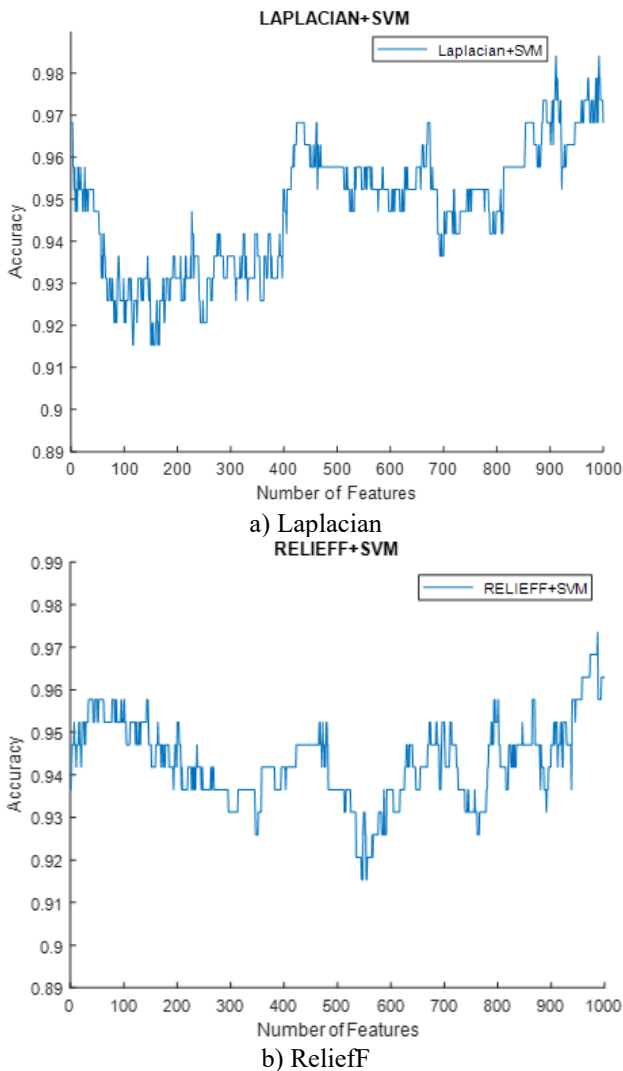 LAPLACIAN+SVM
Laplacian+SVM
0.98
0.97
0.96
0.95
0.94
0.93
0.92
0.91
0.9
0.89
Accuracy
0 100 200 300 400 500 600 700 800 900 1000
Number of Features
a) Laplacian
RELIEFF+SVM
RELIEFF+SVM
0.99
0.98
0.97
0.96
0.95
0.94
0.93
0.92
0.91
0.9
0.89
Accuracy
0 100 200 300 400 500 600 700 800 900 1000
Number of Features
b) ReliefF